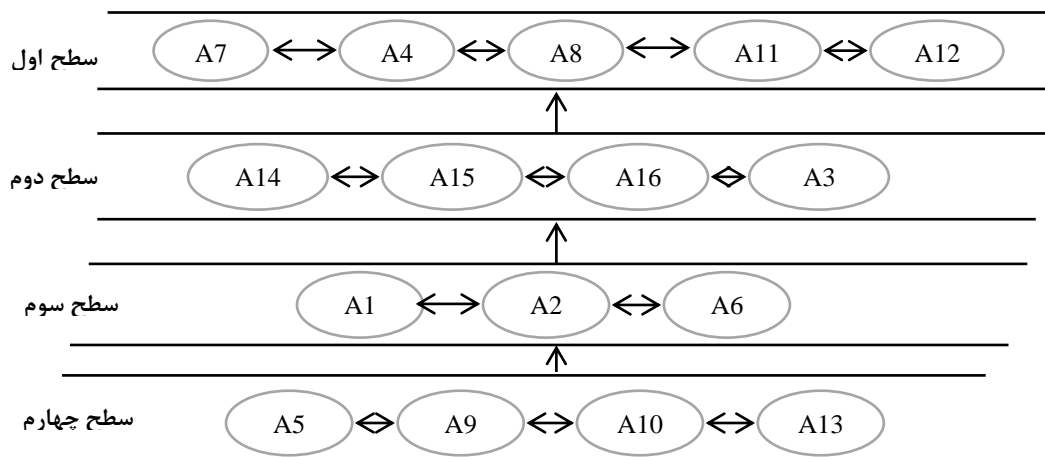 سطح اول A7 A4 A8 A11 A12
سطح دوم A14 A15 A16 A3
سطح سوم A1 A2 A6
سطح چهارم A5 A9 A10 A13